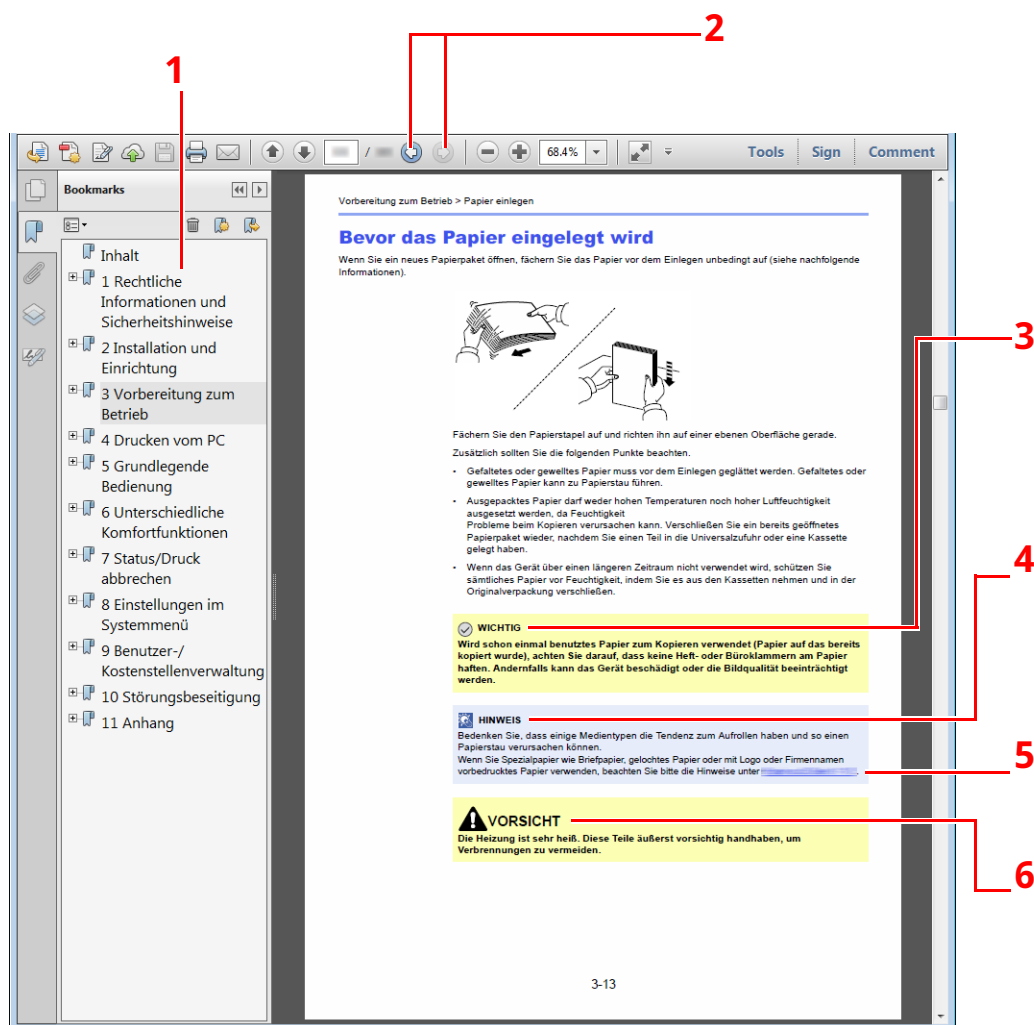 2
1
68.4%
Tools
Sign
Comment
Bookmarks
Inhalt
1 Rechtliche
Informationen und
Sicherheitshinweise
2 Installation und
Einrichtung
3 Vorbereitung zum
Betrieb
4 Drucken vom PC
5 Grundlegende
Bedienung
6 Unterschiedliche
Komfortfunktionen
7 Status/Druck
abbrechen
8 Einstellungen im
Systemmenü
9 Benutzer-/
Kostenstellenverwaltung
10 Störungsbeseitigung
11 Anhang
Vorbereitung zum Betrieb > Papier einlegen
Bevor das Papier eingelegt wird
Wenn Sie ein neues Papierpaket öffnen, fächern Sie das Papier vor dem Einlegen unbedingt auf (siehe nachfolgende
Informationen).
3
Fächern Sie den Papierstapel auf und richten ihn auf einer ebenen Oberfläche gerade.
Zusätzlich sollten Sie die folgenden Punkte beachten.
• Gefaltetes oder gewelltes Papier muss vor dem Einlegen geglättet werden. Gefaltetes oder
gewelltes Papier kann zu Papierstau führen.
• Ausgepacktes Papier darf weder hohen Temperaturen noch hoher Luftfeuchtigkeit
ausgesetzt werden, da Feuchtigkeit
Probleme beim Kopieren verursachen kann. Verschließen Sie ein bereits geöffnetes
Papierpaket wieder, nachdem Sie einen Teil in die Universalzufuhr oder eine Kassette
gelegt haben.
• Wenn das Gerät über einen längeren Zeitraum nicht verwendet wird, schützen Sie
sämtliches Papier vor Feuchtigkeit, indem Sie es aus den Kassetten nehmen und in der
Originalverpackung verschließen.
4
WICHTIG
Wird schon einmal benutztes Papier zum Kopieren verwendet (Papier auf das bereits
kopiert wurde), achten Sie darauf, dass keine Heft- oder Büroklammern am Papier
haften. Andernfalls kann das Gerät beschädigt oder die Bildqualität beeinträchtigt
werden.
HINWEIS
Bedenken Sie, dass einige Medientypen die Tendenz zum Aufrollen haben und so einen
Papierstau verursachen können.
Wenn Sie Spezialpapier wie Briefpapier, gelochtes Papier oder mit Logo oder Firmennamen
vorbedrucktes Papier verwenden, beachten Sie bitte die Hinweise unter
5
VORSICHT
Die Heizung ist sehr heiß. Diese Teile äußerst vorsichtig handhaben, um
Verbrennungen zu vermeiden.
6
3-13